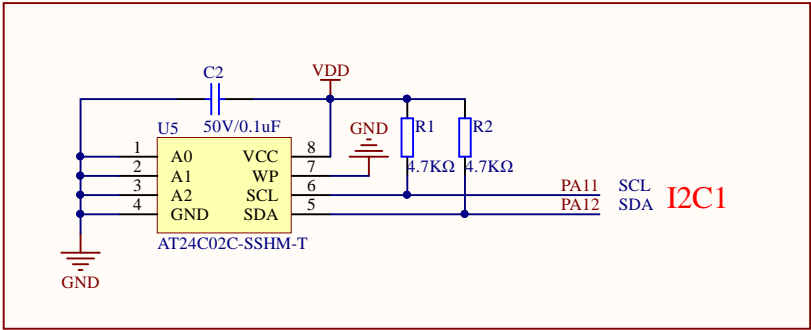 C2
VDD
U5
50V/0.1uF
GND
R1
R2
1
A0
VCC
8
2
A1
WP
7
4.7KΩ
4.7KΩ
3
A2
SCL
6
PA11
SCL
4
GND
SDA
5
PA12
SDA
I2C1
AT24C02C-SSHM-T
GND